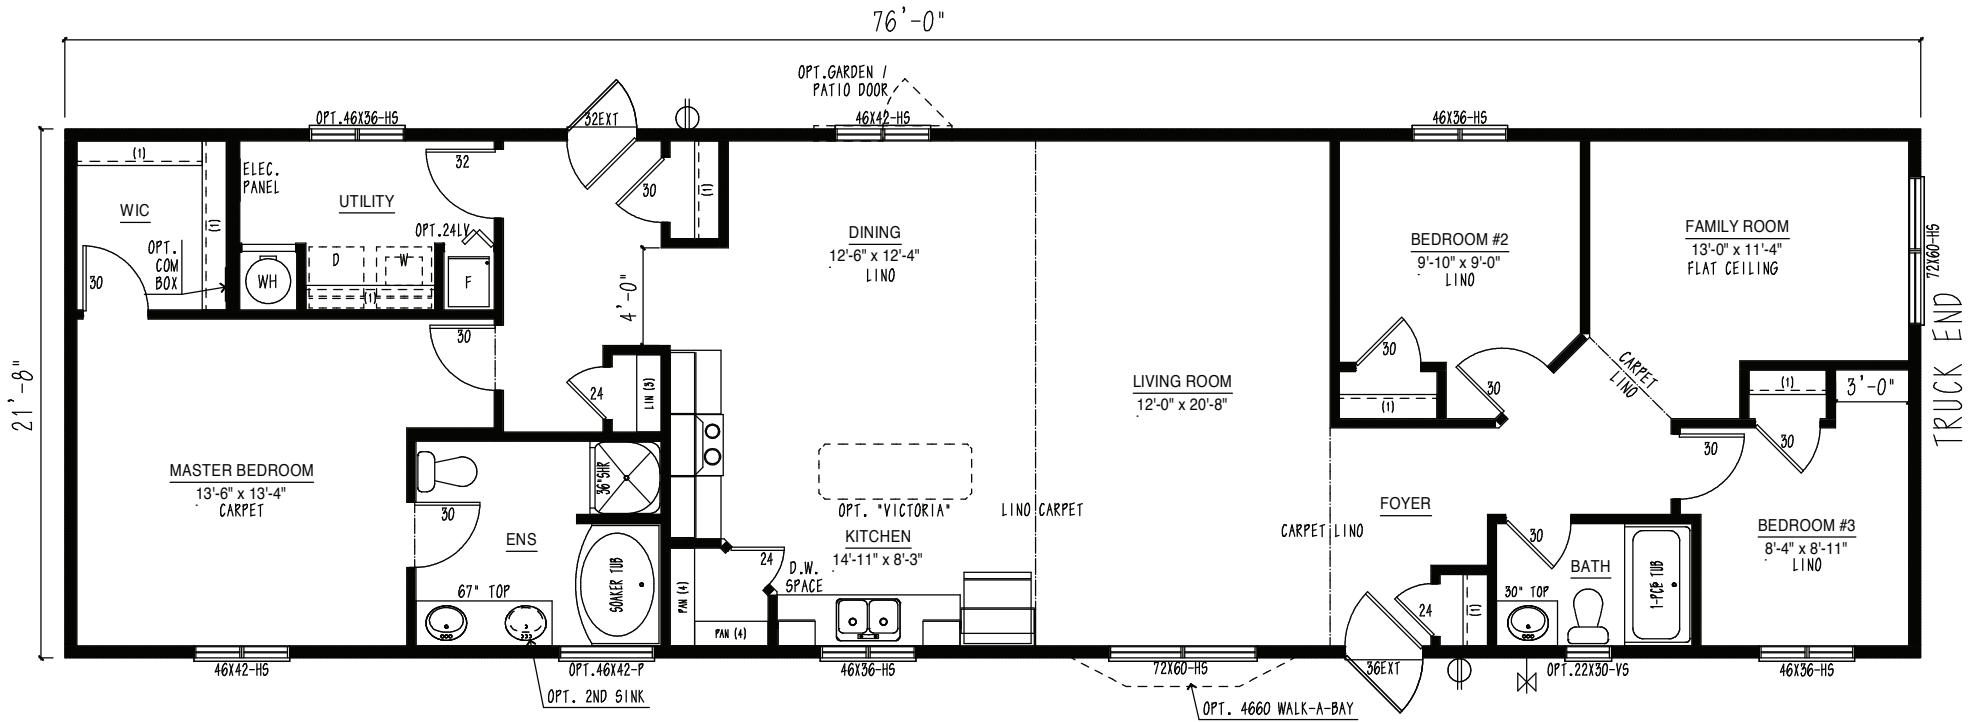 76'-0"
OPT.GARDEN /
PATIO DOOR
OPT.46X36-HS
32EXT
46X42-HS
46X36-HS
(1)
ELEC.
PANEL
32
30
(1)
WIC
(1)
UTILITY
OPT.24LV
OPT.
COM
BOX
30
WH
D
W
(1)
F
DINING
12'-6" x 12'-4"
LINO
BEDROOM #2
9'-10" x 9'-0"
LINO
FAMILY ROOM
13'-0" x 11'-4"
FLAT CEILING
72X60-HS
TRUCK END
21'-8"
4'-0"
30
24
LIN (3)
30
(1)
30
CARPET
LINO
(1)
3'-0"
LIVING ROOM
12'-0" x 20'-8"
MASTER BEDROOM
13'-6" x 13'-4"
CARPET
36"SHR
30
ENS
SOAKER TUB
67" TOP
OPT. "VICTORIA"
KITCHEN
14'-11" x 8'-3"
LINO CARPET
CARPET LINO
FOYER
30
30
BEDROOM #3
8'-4" x 8'-11"
LINO
24
D.W.
SPACE
PAN (4)
PAN (4)
30
BATH
30" TOP
1-PCE TUB
24
(1)
46X42-HS
OPT.46X42-P
46X36-HS
72X60-HS
36EXT
OPT.22X30-VS
46X36-HS
OPT. 2ND SINK
OPT. 4660 WALK-A-BAY